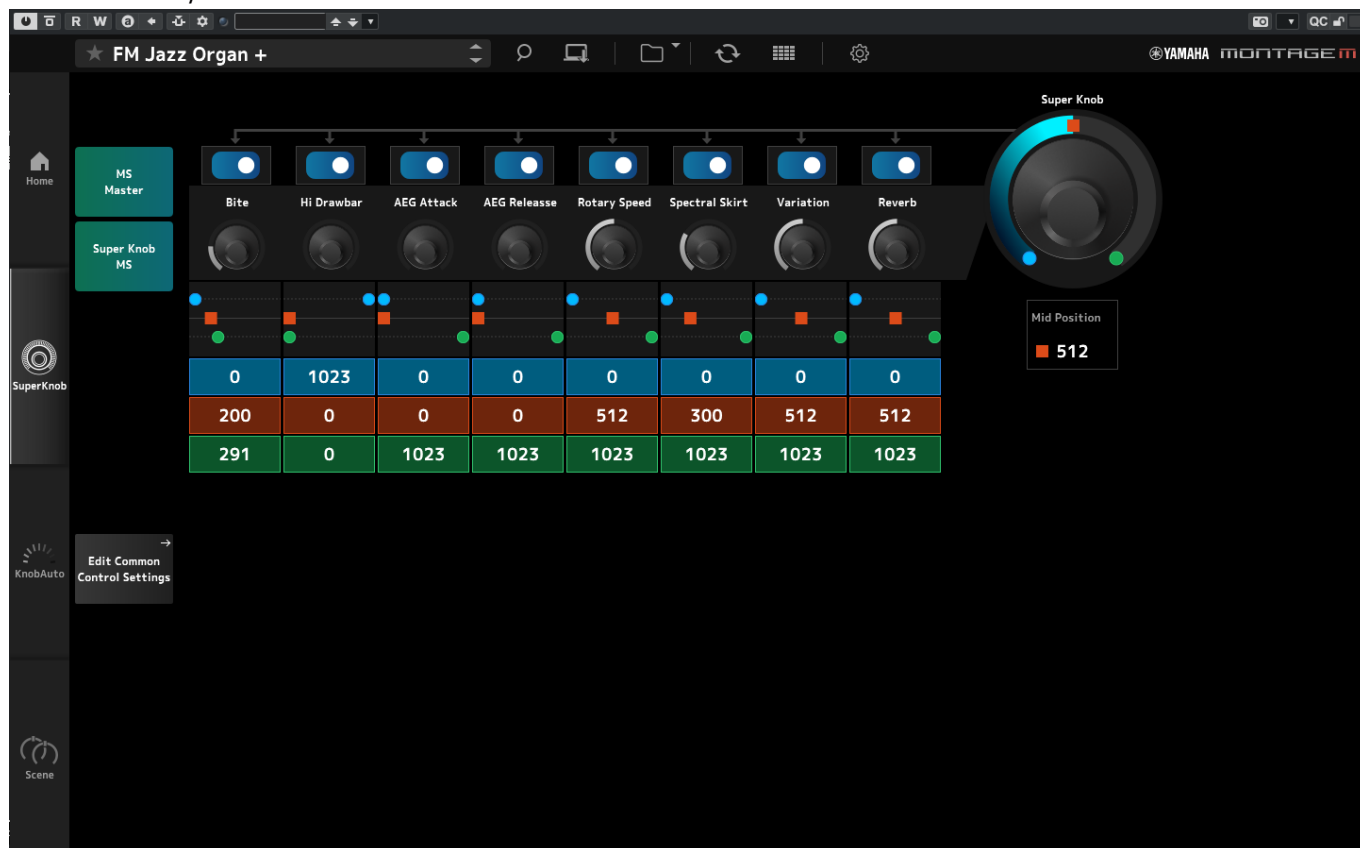 R W a QC
FM Jazz Organ +
YAMAHA MONTAGE M
Super Knob
Home
MS
Master
Bite Hi Drawbar AEG Attack AEG Releasse Rotary Speed Spectral Skirt Variation Reverb
Super Knob
MS
Mid Position
512
SuperKnob
0 1023 0 0 0 0 0 0
200 0 0 0 512 300 512 512
291 0 1023 1023 1023 1023 1023 1023
Edit Common
Control Settings
KnobAuto
Scene